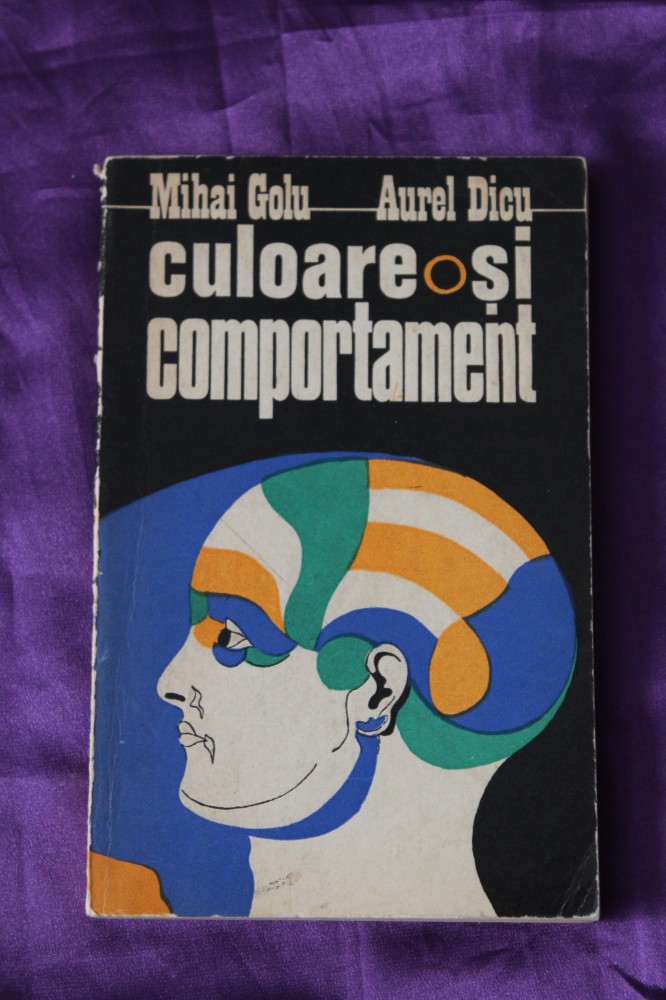 Mihai Golu Aurel Dicu
culoare și
comportament